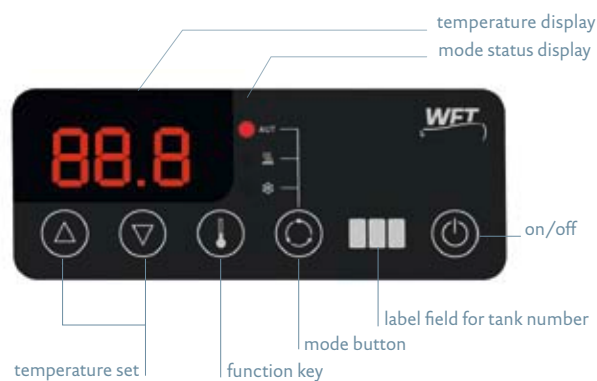 temperature display
mode status display
88.8
AUT
WFT
on/off
label field for tank number
mode button
temperature set
function key